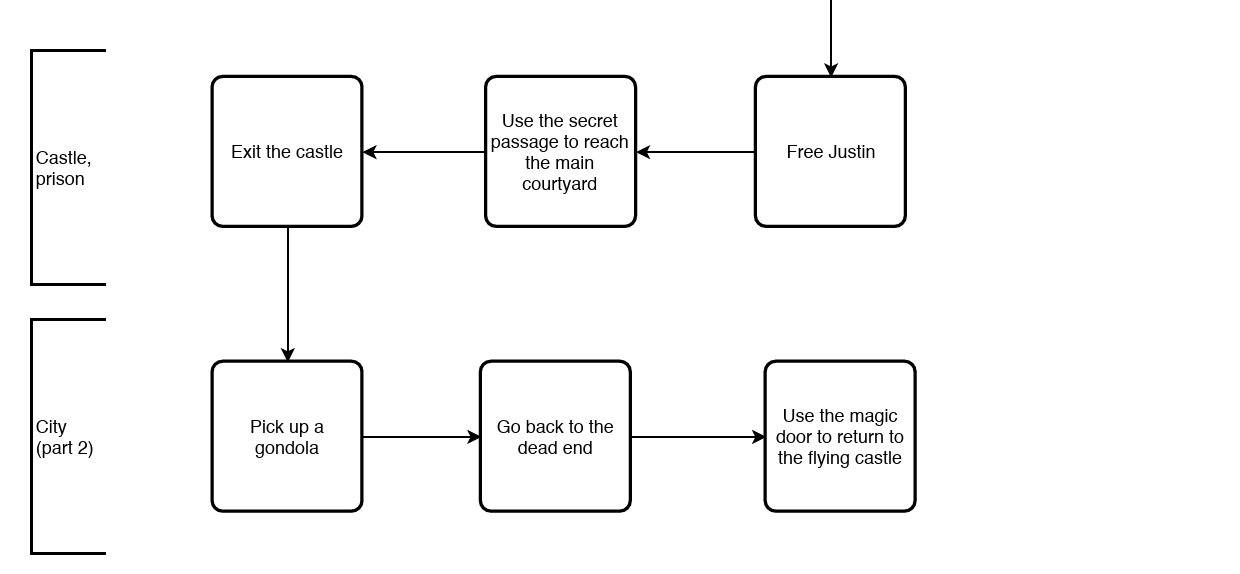 Castle,
prison
Exit the castle
Use the secret
passage to reach
the main
courtyard
Free Justin
City
(part 2)
Pick up a
gondola
Go back to the
dead end
Use the magic
door to return to
the flying castle